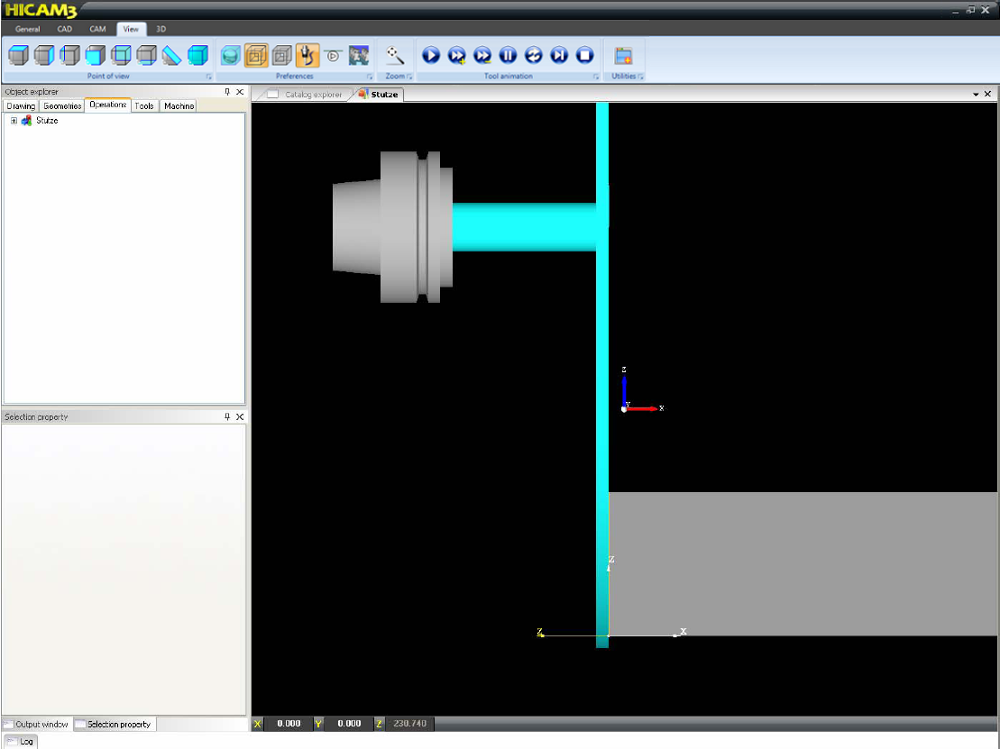 HICAM3
General CAD CAM View 3D
Point of view Preferences Zoom Tool animation Utilities
Object explorer
Catalog explorer Stutze
Drawing Geometries Operations Tools Machine
Stutze
z
y x
Selection property
Z
Z X
Output window Selection property
X 0.000 Y 0.000 Z 230.740
Log